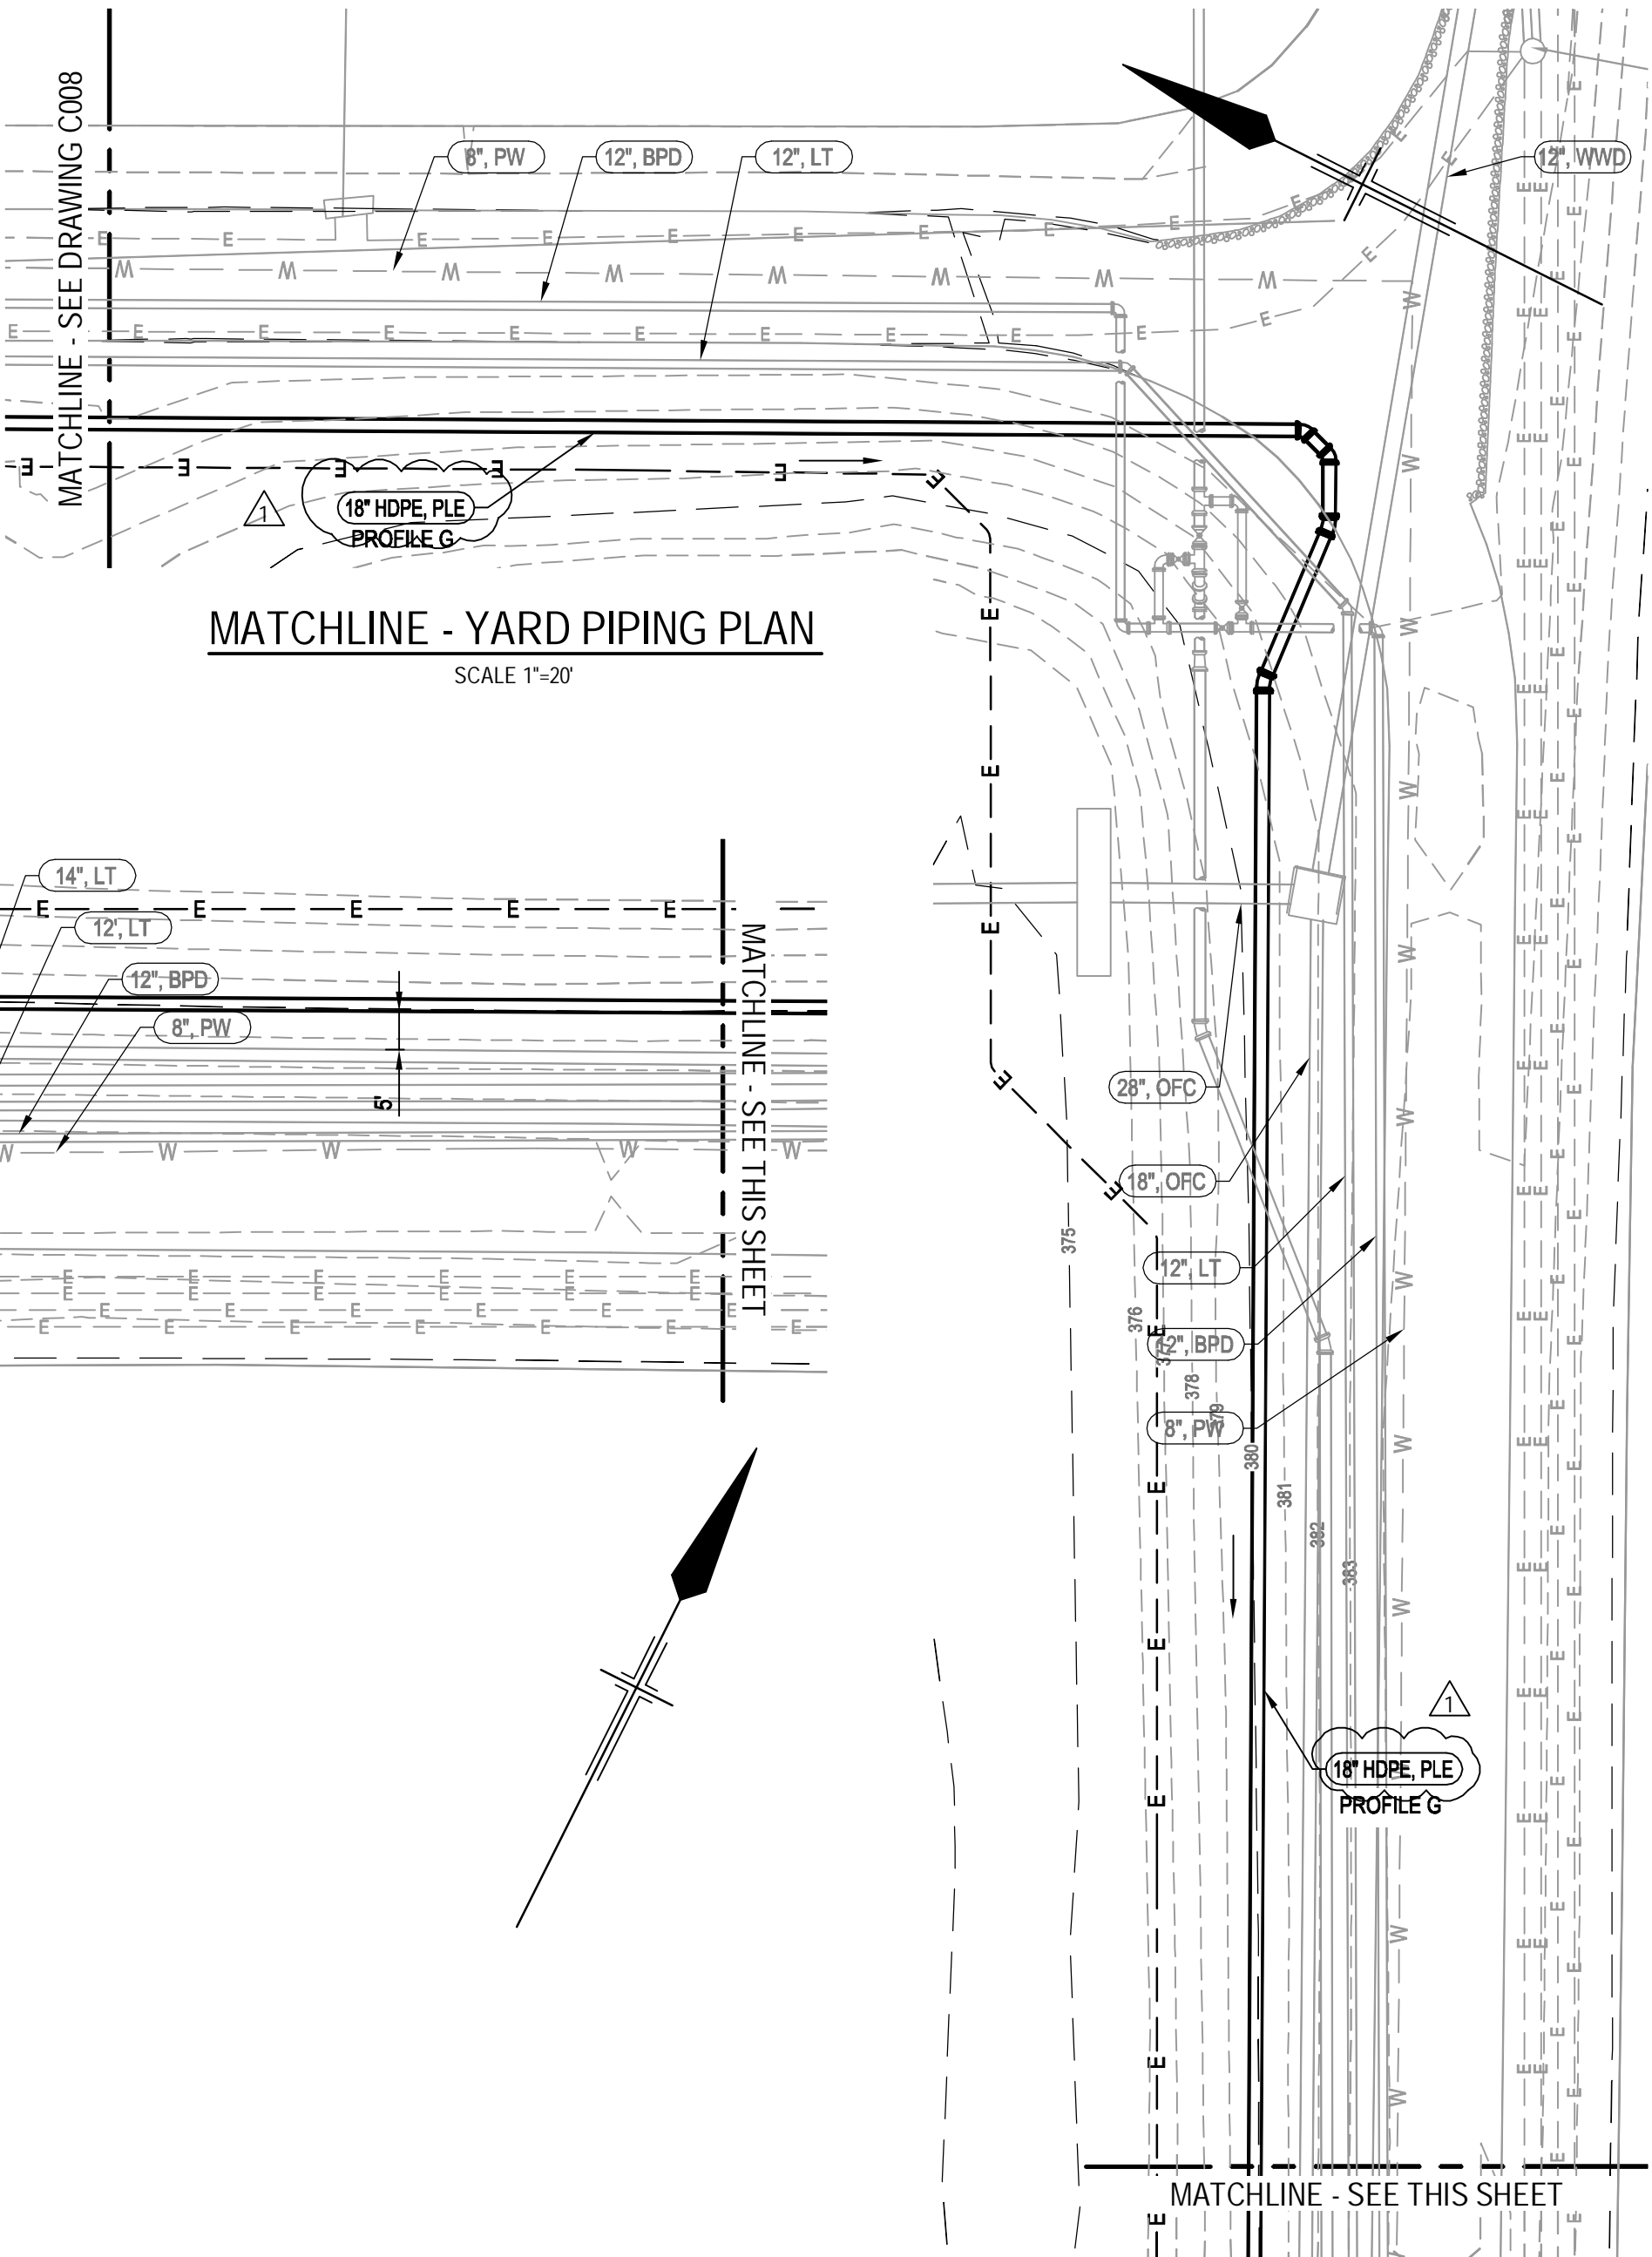 MATCHLINE - SEE DRAWING C008
8", PW
12", BPD
12", LT
12", WWD
1
18" HDPE, PLE
PROFILE G
MATCHLINE - YARD PIPING PLAN
SCALE 1"=20'
14", LT
12', LT
12", BPD
8", PW
5'
MATCHLINE - SEE THIS SHEET
28", OFC
18", OFC
12", LT
12", BPD
8", PW
375
376
378
379
380
381
382
383
1
18" HDPE, PLE
PROFILE G
MATCHLINE - SEE THIS SHEET